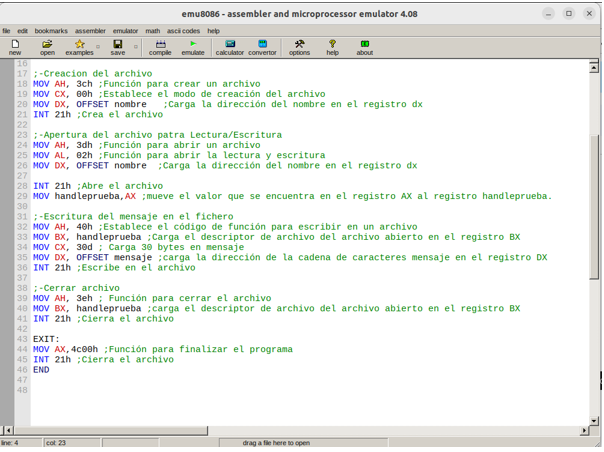 emu8086 - assembler and microprocessor emulator 4.08
file edit bookmarks assembler emulator math ascii codes help
new open examples save compile emulate calculator convertor options help about
16
17 ;-Creacion del archivo
18 MOV AH, 3ch ;Función para crear un archivo
19 MOV CX, 00h ;Establece el modo de creación del archivo
20 MOV DX, OFFSET nombre ;Carga la dirección del nombre en el registro dx
21 INT 21h ;Crea el archivo
22
23 ;-Apertura del archivo patra Lectura/Escritura
24 MOV AH, 3dh ;Función para abrir un archivo
25 MOV AL, 02h ;Función para abrir la lectura y escritura
26 MOV DX, OFFSET nombre ;Carga la dirección del nombre en el registro dx
27
28 INT 21h ;Abre el archivo
29 MOV handleprueba,AX ;mueve el valor que se encuentra en el registro AX al registro handleprueba.
30
31 ;-Escritura del mensaje en el fichero
32 MOV AH, 40h ;Establece el código de función para escribir en un archivo
33 MOV BX, handleprueba ;Carga el descriptor de archivo del archivo abierto en el registro BX
34 MOV CX, 30d ; Carga 30 bytes en mensaje
35 MOV DX, OFFSET mensaje ;carga la dirección de la cadena de caracteres mensaje en el registro DX
36 INT 21h ;Escribe en el archivo
37
38 ;-Cerrar archivo
39 MOV AH, 3eh ; Función para cerrar el archivo
40 MOV BX, handleprueba ;carga el descriptor de archivo del archivo abierto en el registro BX
41 INT 21h ;Cierra el archivo
42
43 EXIT:
44 MOV AX,4c00h ;Función para finalizar el programa
45 INT 21h ;Cierra el archivo
46 END
47
48
line: 4 col: 23 drag a file here to open